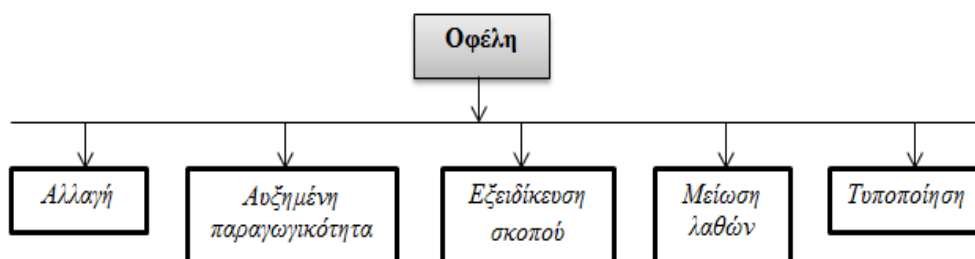 Οφέλη
Αλλαγή
Αυξημένη
παραγωγικότητα
Εξειδίκευση
σκοπού
Μείωση
λαθών
Τυποποίηση